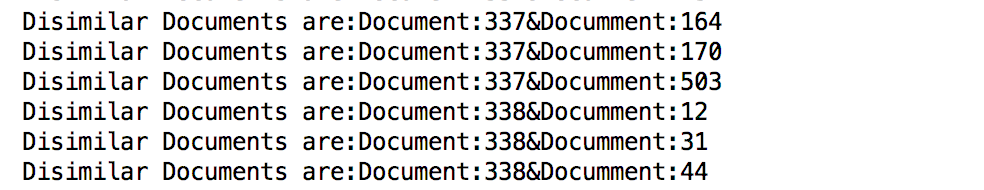 Disimilar Documents are:Document:337&Documment:164
Disimilar Documents are:Document:337&Documment:170
Disimilar Documents are:Document:337&Documment:503
Disimilar Documents are:Document:338&Documment:12
Disimilar Documents are:Document:338&Documment:31
Disimilar Documents are:Document:338&Documment:44